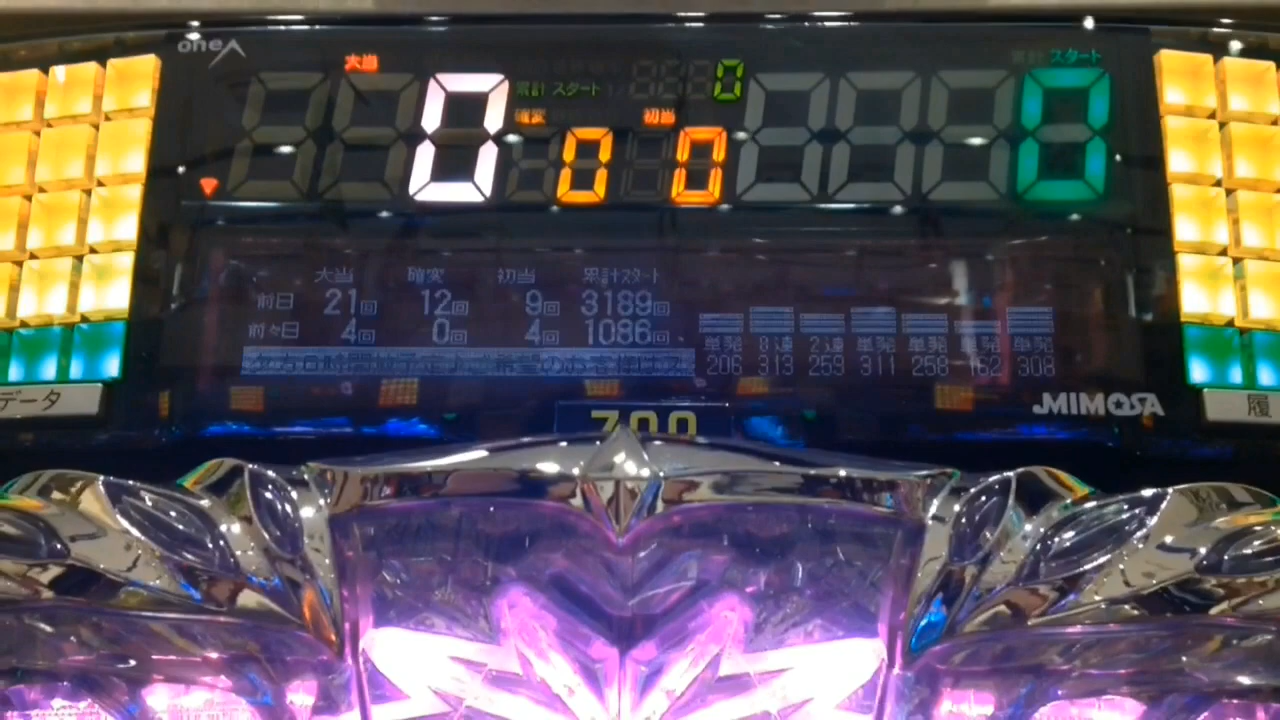 one A
大当
0
累計 スタート
0
確変
0
初当
0
累計 スタート
0
大当 確変 初当 累計スタート
前日 21回 12回 9回 3189回
前々日 4回 0回 4回 1086回
単発 8連 2連 単発 単発 単発 単発
206 313 259 311 258 162 308
データ
MIMOSA
履
700